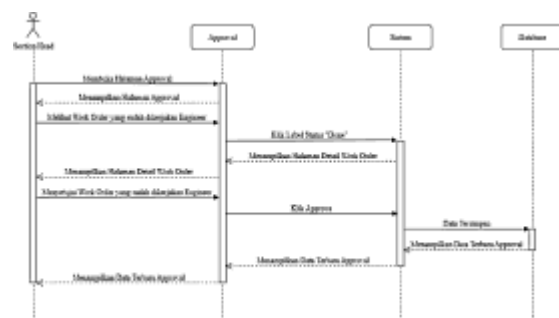 Section Head
Approval
Sistem
Database
Membuka Halaman Approval
Menampilkan Halaman Approval
Melihat Work Order yang sudah dikerjakan Engineer
Klik Label Status "Done"
Menampilkan Halaman Detail Work Order
Menampilkan Halaman Detail Work Order
Menyetujui Work Order yang sudah dikerjakan Engineer
Klik Approve
Data Tersimpan
Menampilkan Data Terbaru Approval
Menampilkan Data Terbaru Approval
Menampilkan Data Terbaru Approval